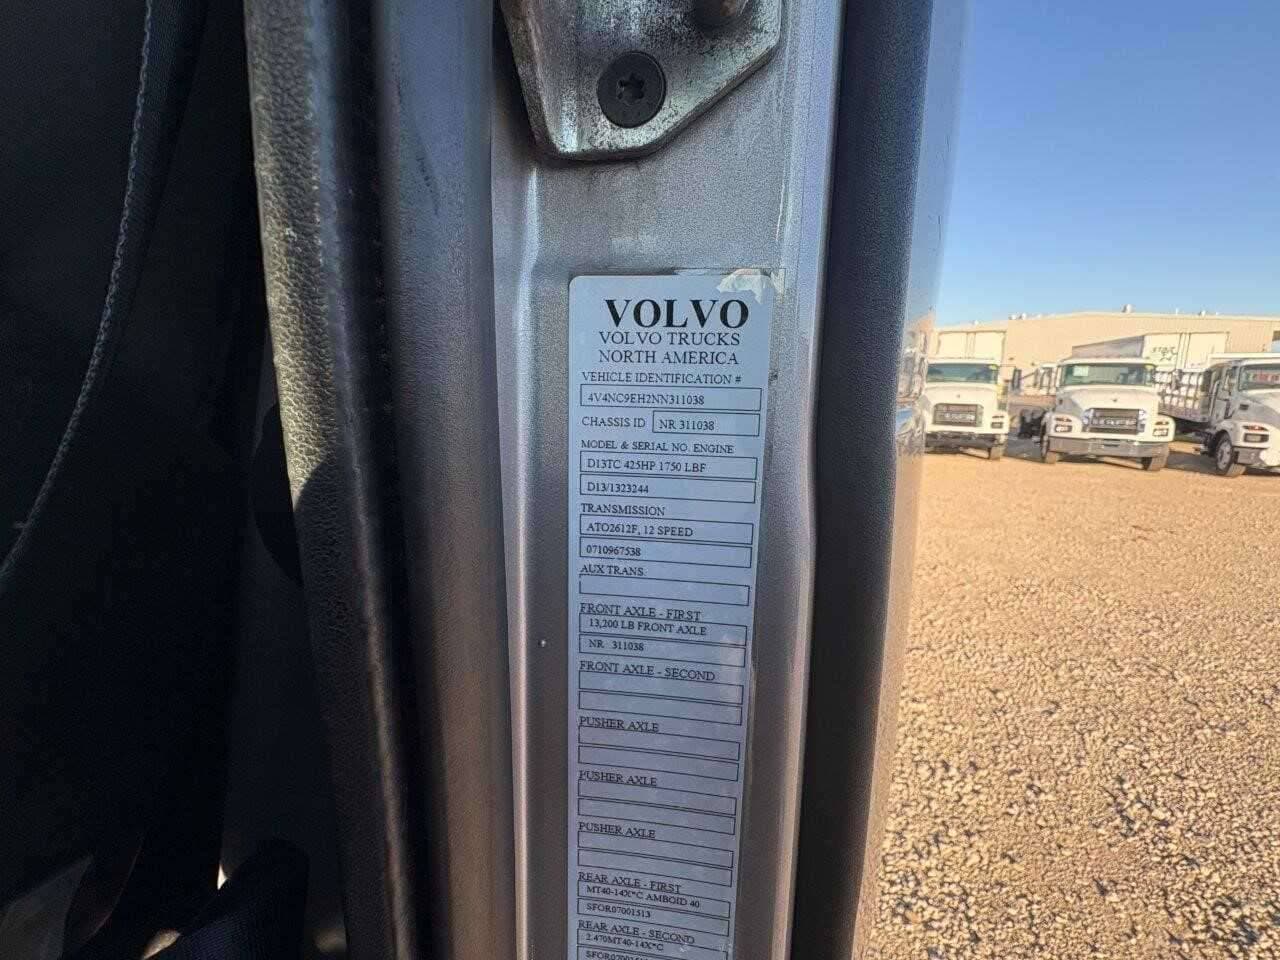 VOLVO
VOLVO TRUCKS
NORTH AMERICA
VEHICLE IDENTIFICATION #
4V4NC9EH2NN311038
CHASSIS ID NR 311038
MODEL & SERIAL NO. ENGINE
D13TC 425HP 1750 LBF
D13/1323244
TRANSMISSION
ATO2612F, 12 SPEED
0710967538
AUX TRANS.
FRONT AXLE - FIRST
13,200 LB FRONT AXLE
NR 311038
FRONT AXLE - SECOND
PUSHER AXLE
PUSHER AXLE
PUSHER AXLE
REAR AXLE - FIRST
MT40-14X*C AMBOID 40
SFOR07001513
REAR AXLE - SECOND
2.470MT40-14X*C